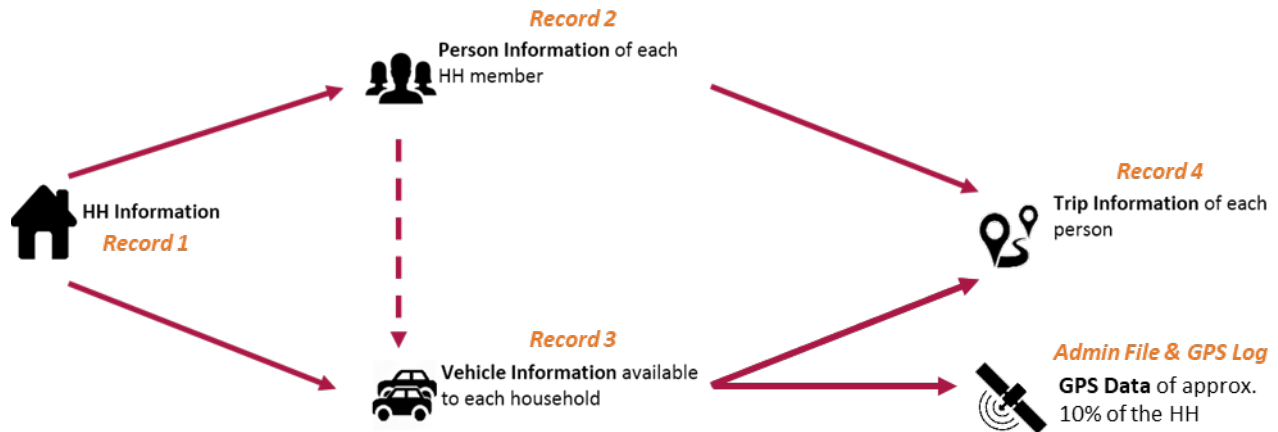 Record 2
Person Information of each
HH member
HH Information
Record 1
Record 4
Trip Information of each
person
Record 3
Vehicle Information available
to each household
Admin File & GPS Log
GPS Data of approx.
10% of the HH